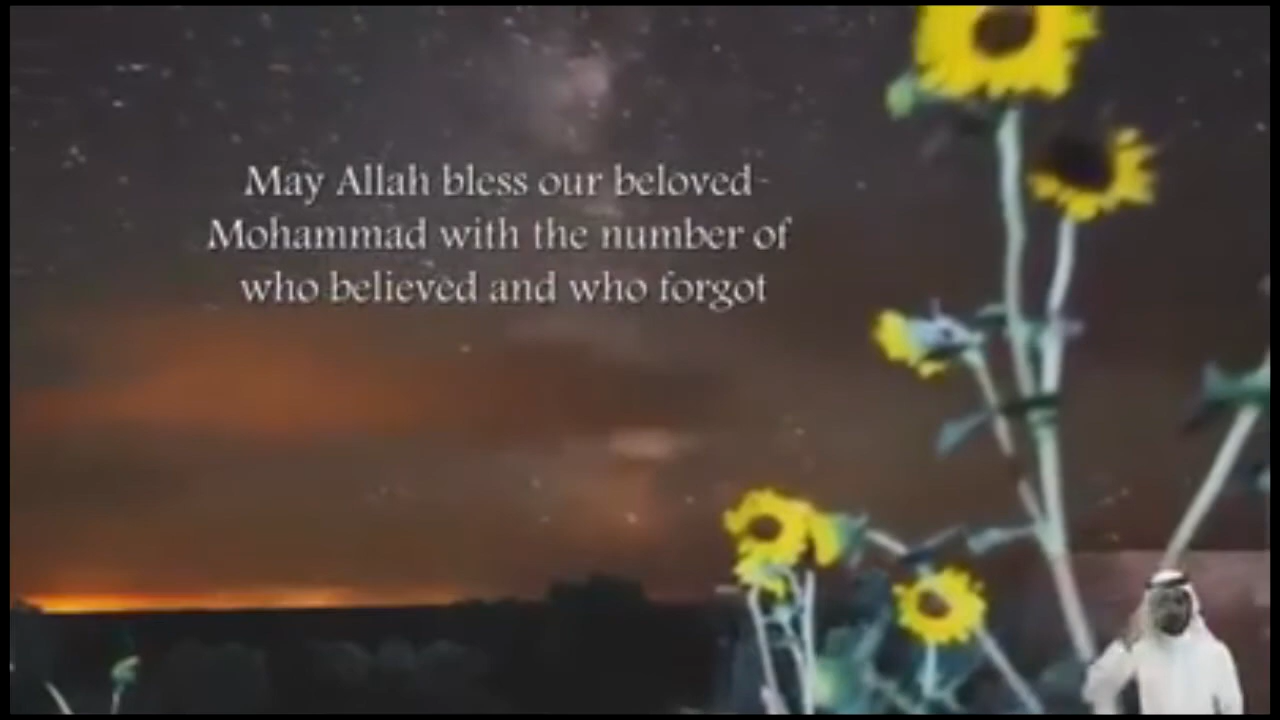 May Allah bless our beloved
Mohammad with the number of
who believed and who forgot